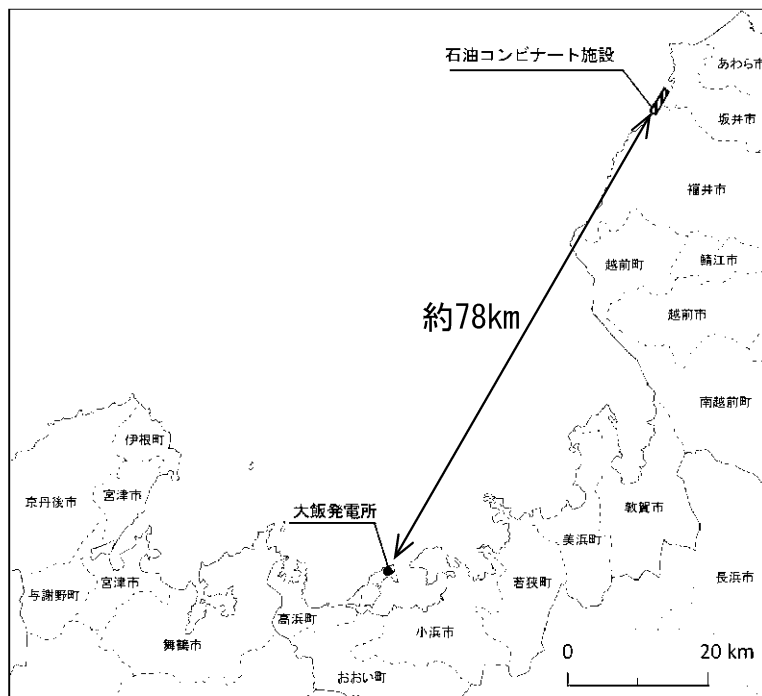 石油コンビナート施設
あわら市
坂井市
福井市
越前町
鯖江市
約78km
越前市
南越前町
伊根町
京丹後市
宮津市
大飯発電所
敦賀市
美浜町
与謝野町
宮津市
若狭町
長浜市
高浜町
小浜市
舞鶴市
おおい町
0
20 km